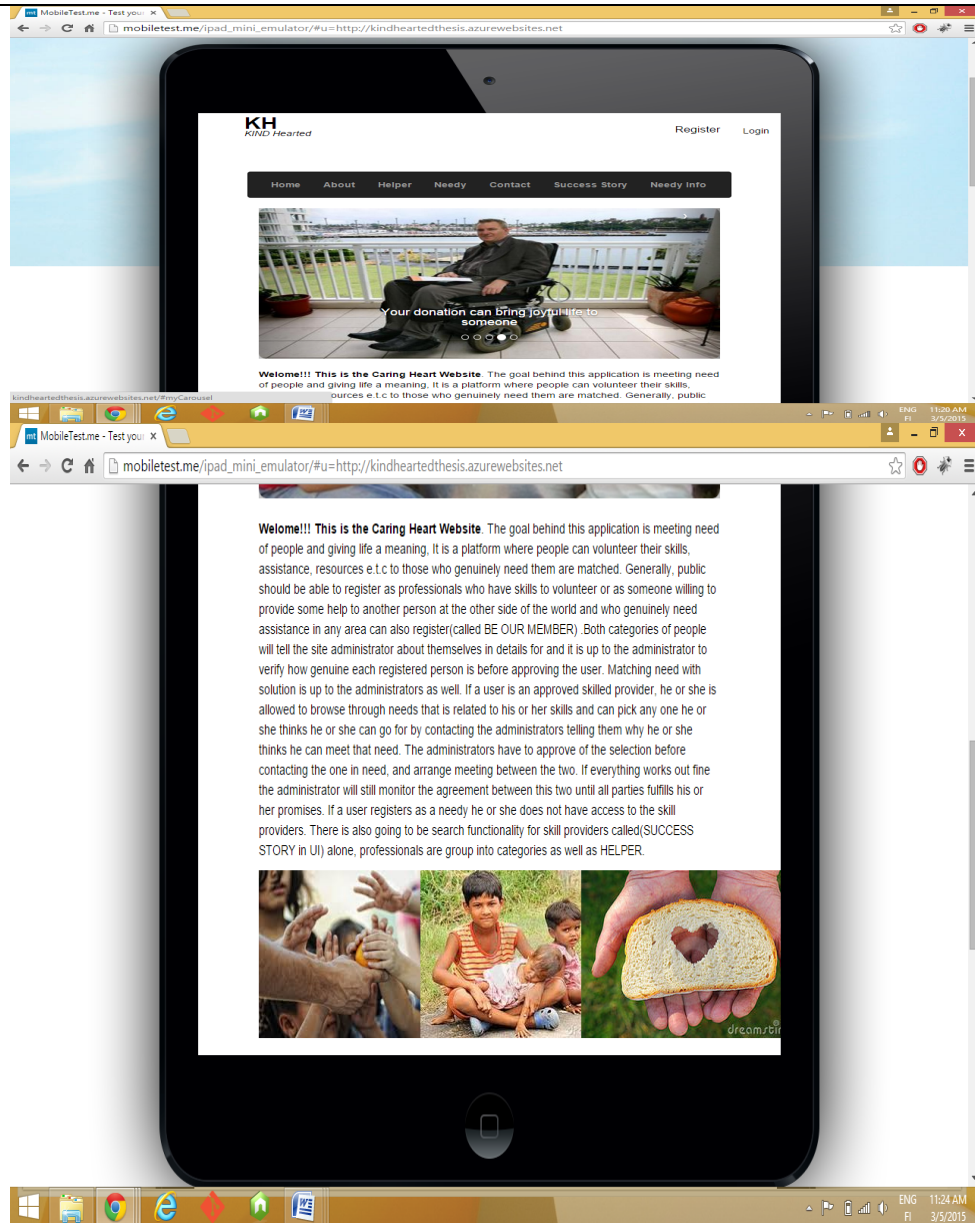 MobileTest.me - Test your
mobiletest.me/ipad_mini_emulator/#u=http://kindheartedthesis.azurewebsites.net
KH
KIND Hearted
Register Login
Home About Helper Needy Contact Success Story Needy Info
Your donation can bring joyful life to
someone
Welome!!! This is the Caring Heart Website. The goal behind this application is meeting need
of people and giving life a meaning, It is a platform where people can volunteer their skills,
ources e.t.c to those who genuinely need them are matched. Generally, public
kindheartedthesis.azurewebsites.net/#myCarousel
ENG 11:20 AM
FI 3/5/2015
mt MobileTest.me - Test your
mobiletest.me/ipad_mini_emulator/#u=http://kindheartedthesis.azurewebsites.net
Welome!!! This is the Caring Heart Website. The goal behind this application is meeting need
of people and giving life a meaning, It is a platform where people can volunteer their skills,
assistance, resources e.t.c to those who genuinely need them are matched. Generally, public
should be able to register as professionals who have skills to volunteer or as someone willing to
provide some help to another person at the other side of the world and who genuinely need
assistance in any area can also register(called BE OUR MEMBER) .Both categories of people
will tell the site administrator about themselves in details for and it is up to the administrator to
verify how genuine each registered person is before approving the user. Matching need with
solution is up to the administrators as well. If a user is an approved skilled provider, he or she is
allowed to browse through needs that is related to his or her skills and can pick any one he or
she thinks he or she can go for by contacting the administrators telling them why he or she
thinks he can meet that need. The administrators have to approve of the selection before
contacting the one in need, and arrange meeting between the two. If everything works out fine
the administrator will still monitor the agreement between this two until all parties fulfills his or
her promises. If a user registers as a needy he or she does not have access to the skill
providers. There is also going to be search functionality for skill providers called(SUCCESS
STORY in UI) alone, professionals are group into categories as well as HELPER.
dreamsti
ENG 11:24 AM
FI 3/5/2015